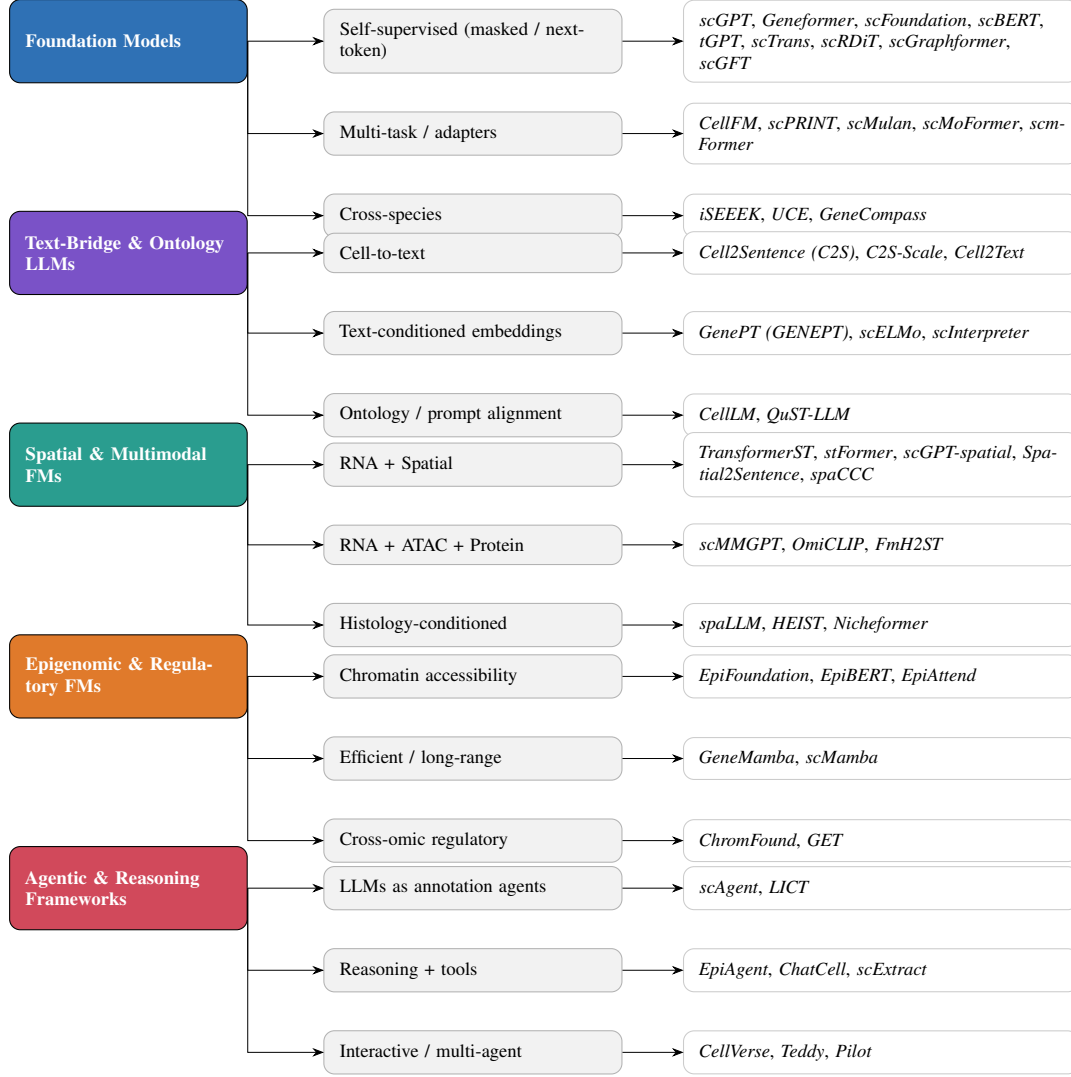 Foundation Models
Self-supervised (masked / next-
token)
scGPT, Geneformer, scFoundation, scBERT,
tGPT, scTrans, scRDiT, scGraphformer,
scGFT
Multi-task / adapters
CellFM, scPRINT, scMulan, scMoFormer, scm-
Former
Cross-species
iSEEEK, UCE, GeneCompass
Text-Bridge & Ontology
LLMs
Cell-to-text
Cell2Sentence (C2S), C2S-Scale, Cell2Text
Text-conditioned embeddings
GenePT (GENEPT), scELMo, scInterpreter
Ontology / prompt alignment
CellLM, QuST-LLM
Spatial & Multimodal
FMs
RNA + Spatial
TransformerST, stFormer, scGPT-spatial, Spa-
tial2Sentence, spaCCC
RNA + ATAC + Protein
scMMGPT, OmiCLIP, FmH2ST
Histology-conditioned
spaLLM, HEIST, Nicheformer
Epigenomic & Regula-
tory FMs
Chromatin accessibility
EpiFoundation, EpiBERT, EpiAttend
Efficient / long-range
GeneMamba, scMamba
Cross-omic regulatory
ChromFound, GET
Agentic & Reasoning
Frameworks
LLMs as annotation agents
scAgent, LICT
Reasoning + tools
EpiAgent, ChatCell, scExtract
Interactive / multi-agent
CellVerse, Teddy, Pilot